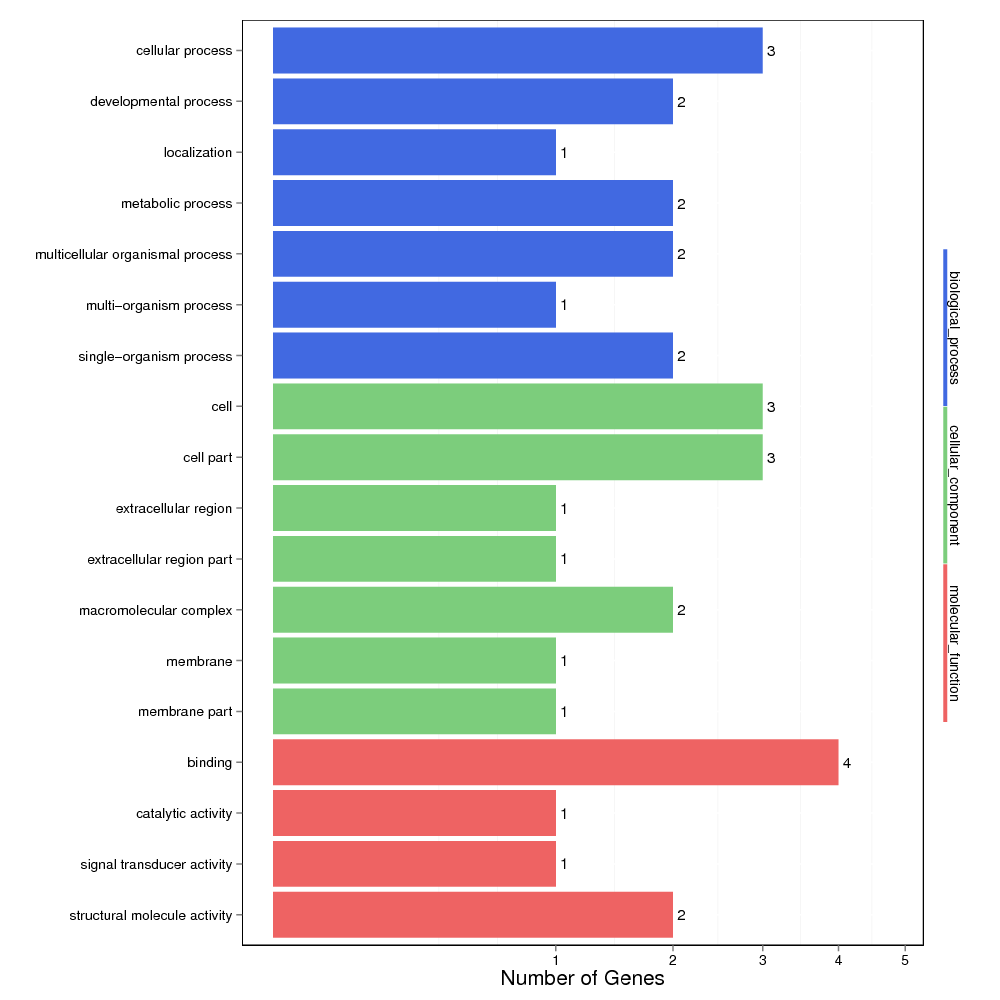 cellular process 3
developmental process 2
localization 1
metabolic process 2
multicellular organismal process 2
multi−organism process 1
single−organism process 2
cell 3
cell part 3
extracellular region 1
extracellular region part 1
macromolecular complex 2
membrane 1
membrane part 1
binding 4
catalytic activity 1
signal transducer activity 1
structural molecule activity 2
1 2 3 4 5
Number of Genes
biological_process
cellular_component
molecular_function